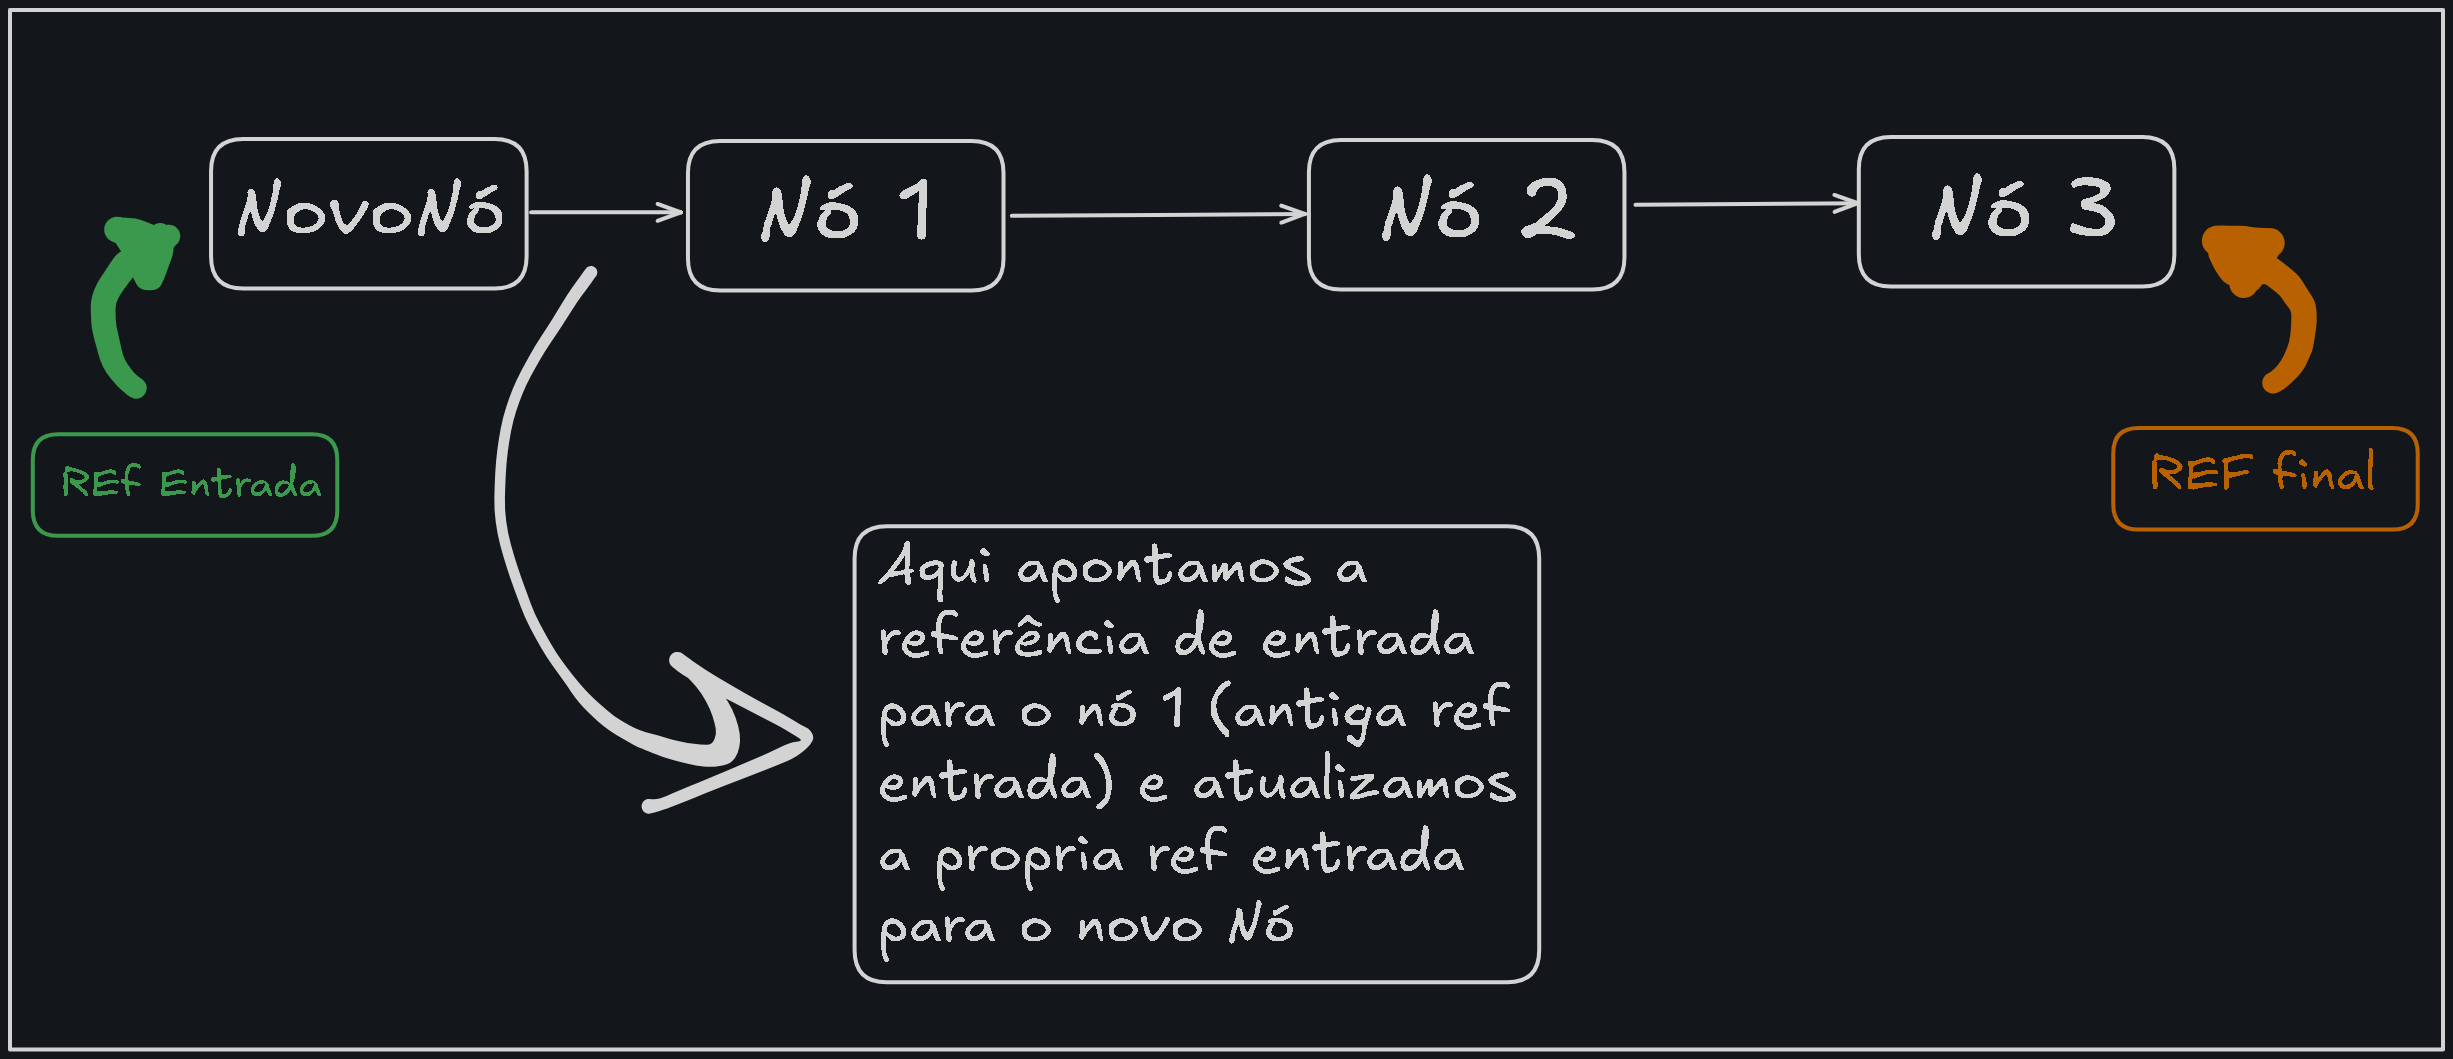 NovoNó
Nó 1
Nó 2
Nó 3
REf Entrada
REF final
Aqui apontamos a
referência de entrada
para o nó 1 (antiga ref
entrada) e atualizamos
a propria ref entrada
para o novo Nó